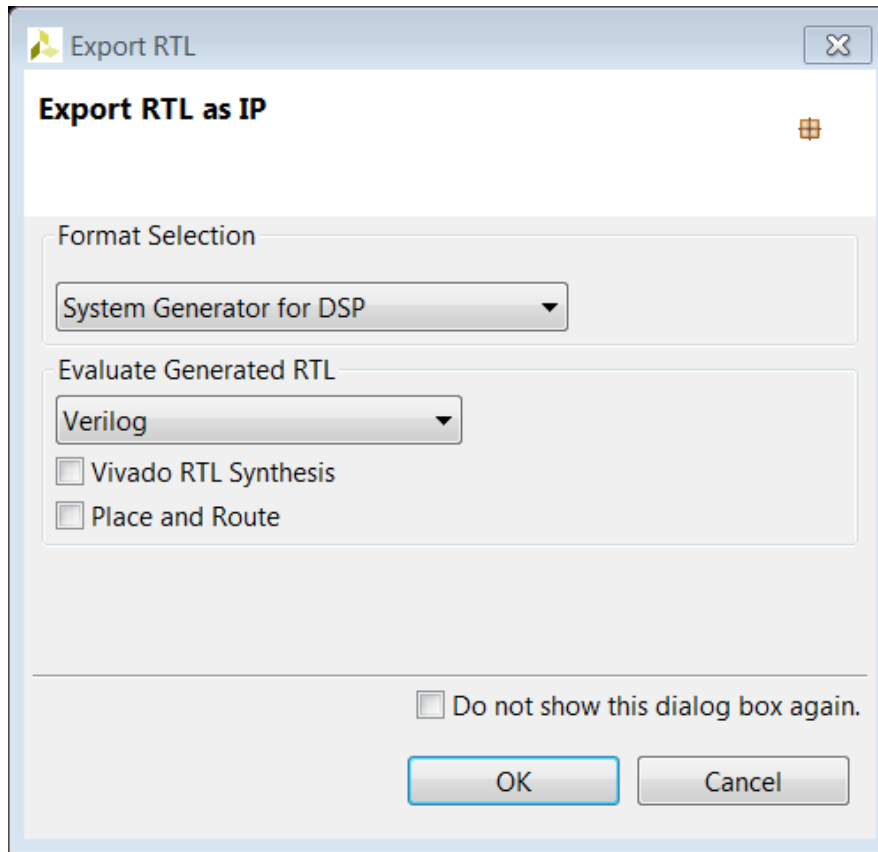 Export RTL
Export RTL as IP
Format Selection
System Generator for DSP
Evaluate Generated RTL
Verilog
Vivado RTL Synthesis
Place and Route
Do not show this dialog box again.
OK Cancel